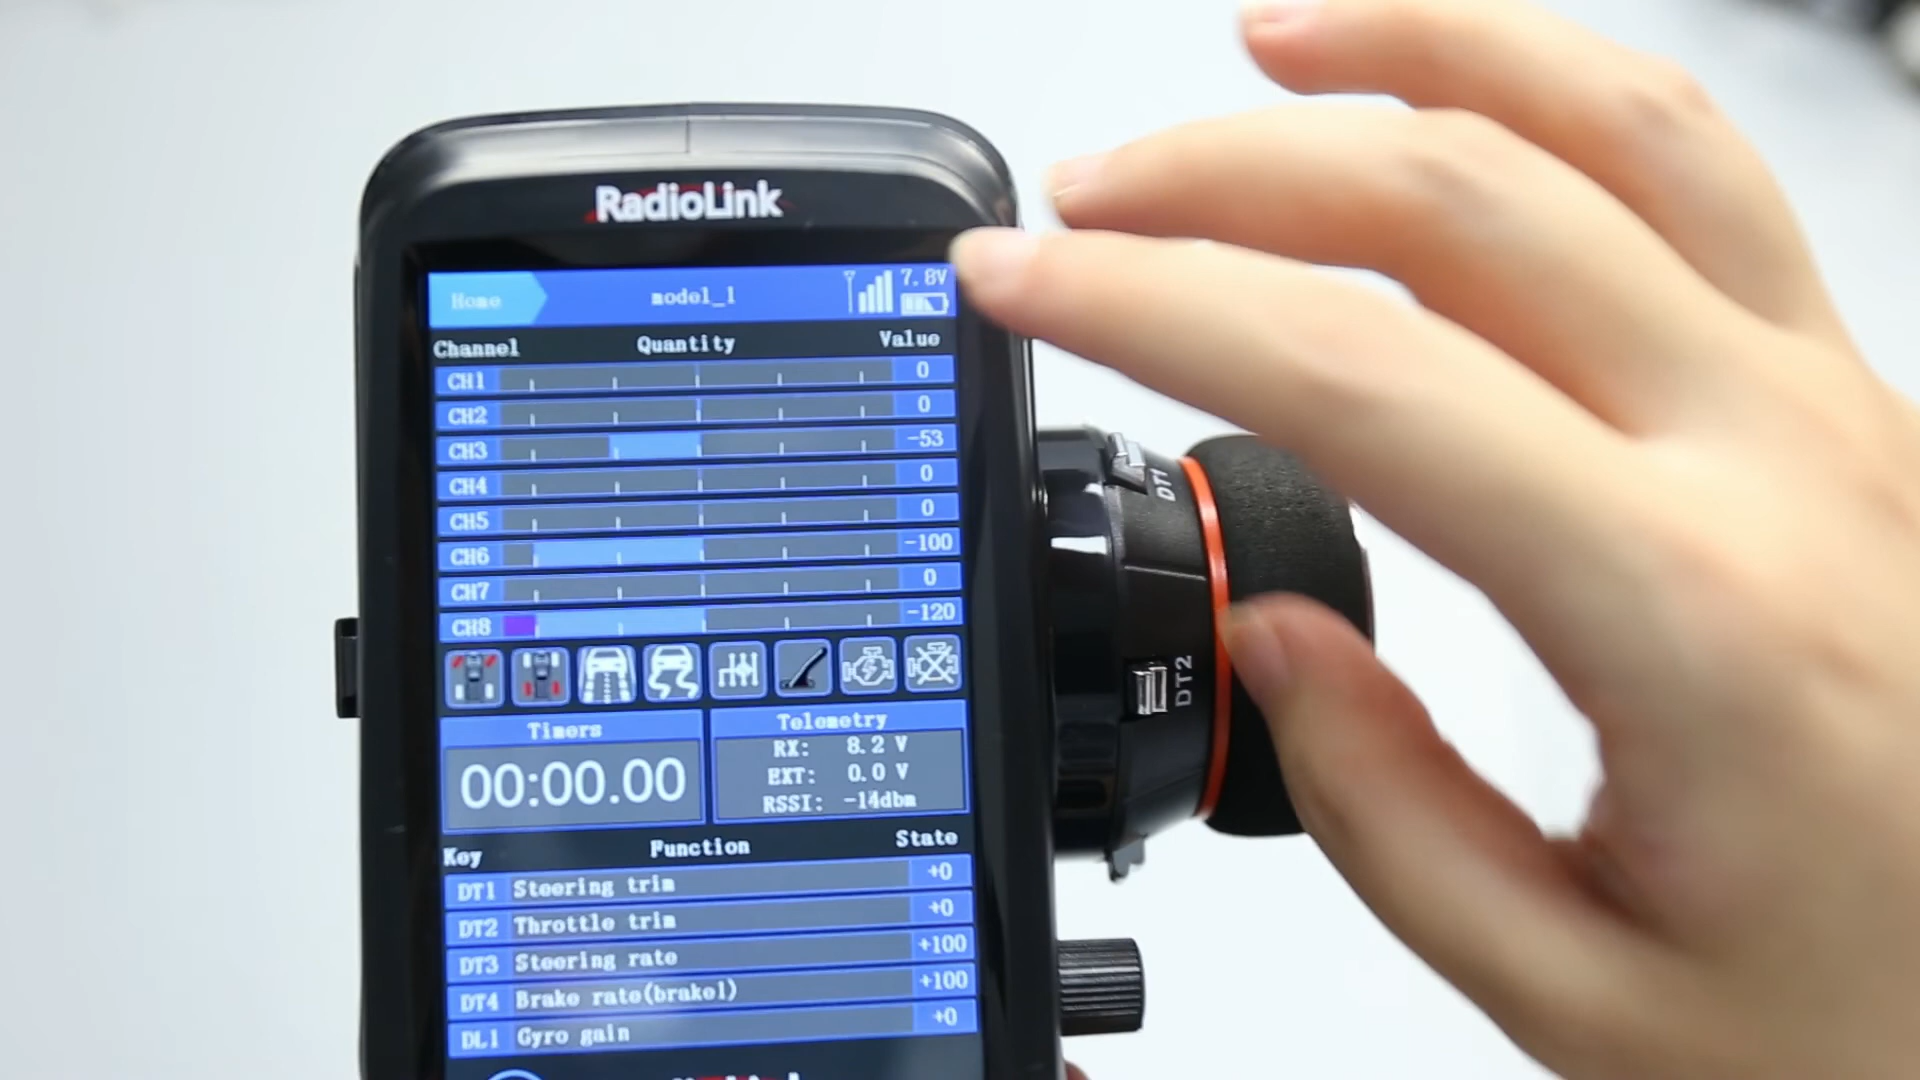 RadioLink
Home model_1 7.8V
Channel Quantity Value
CH1 0
CH2 0
CH3 -53
CH4 0
CH5 0
CH6 -100
CH7 0
CH8 -120
Timers Telemetry
00:00.00
RX: 8.2 V
EXT: 0.0 V
RSSI: -14dbm
Key Function State
DT1 Steering trim +0
DT2 Throttle trim +0
DT3 Steering rate +100
DT4 Brake rate(brake1) +100
DL1 Gyro gain +0
DT1
DT2